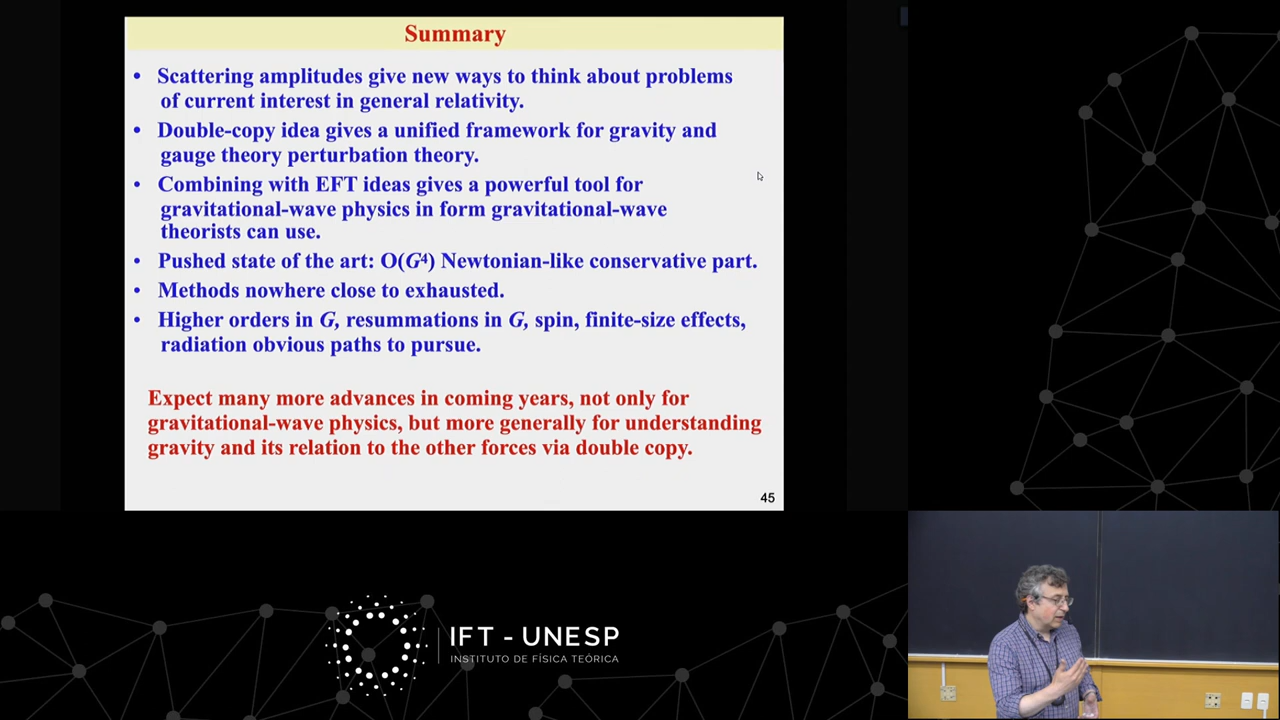 Summary
• Scattering amplitudes give new ways to think about problems
of current interest in general relativity.
• Double-copy idea gives a unified framework for gravity and
gauge theory perturbation theory.
• Combining with EFT ideas gives a powerful tool for
gravitational-wave physics in form gravitational-wave
theorists can use.
• Pushed state of the art: O(G⁴) Newtonian-like conservative part.
• Methods nowhere close to exhausted.
• Higher orders in G, resummations in G, spin, finite-size effects,
radiation obvious paths to pursue.
Expect many more advances in coming years, not only for
gravitational-wave physics, but more generally for understanding
gravity and its relation to the other forces via double copy.
45
IFT - UNESP
INSTITUTO DE FÍSICA TEÓRICA